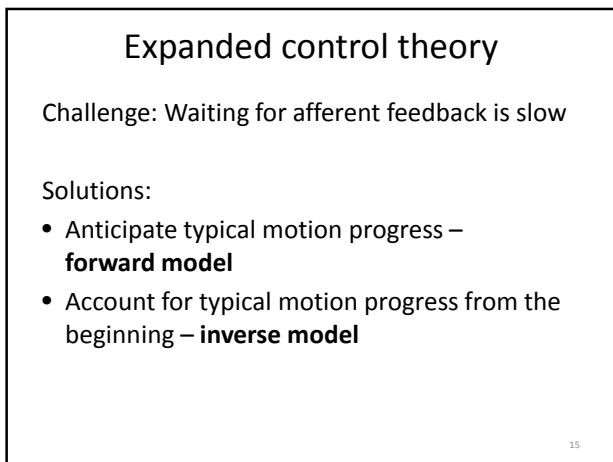 Expanded control theory
Challenge: Waiting for afferent feedback is slow
Solutions:
• Anticipate typical motion progress –
forward model
• Account for typical motion progress from the
beginning – inverse model
15